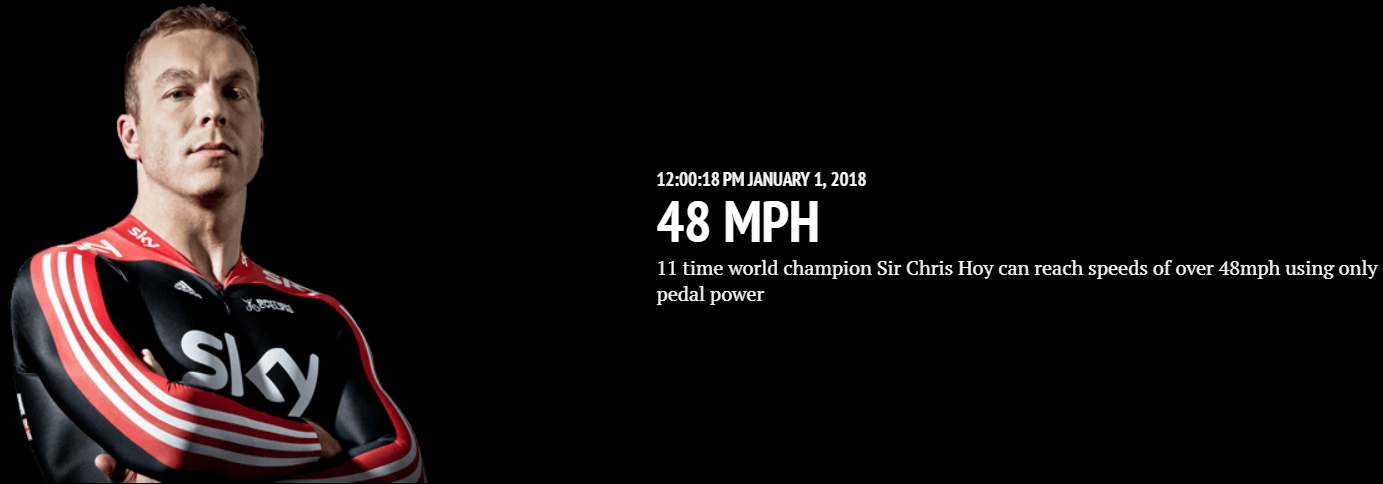 sky
sky
12:00:18 PM JANUARY 1, 2018
48 MPH
11 time world champion Sir Chris Hoy can reach speeds of over 48mph using only
pedal power